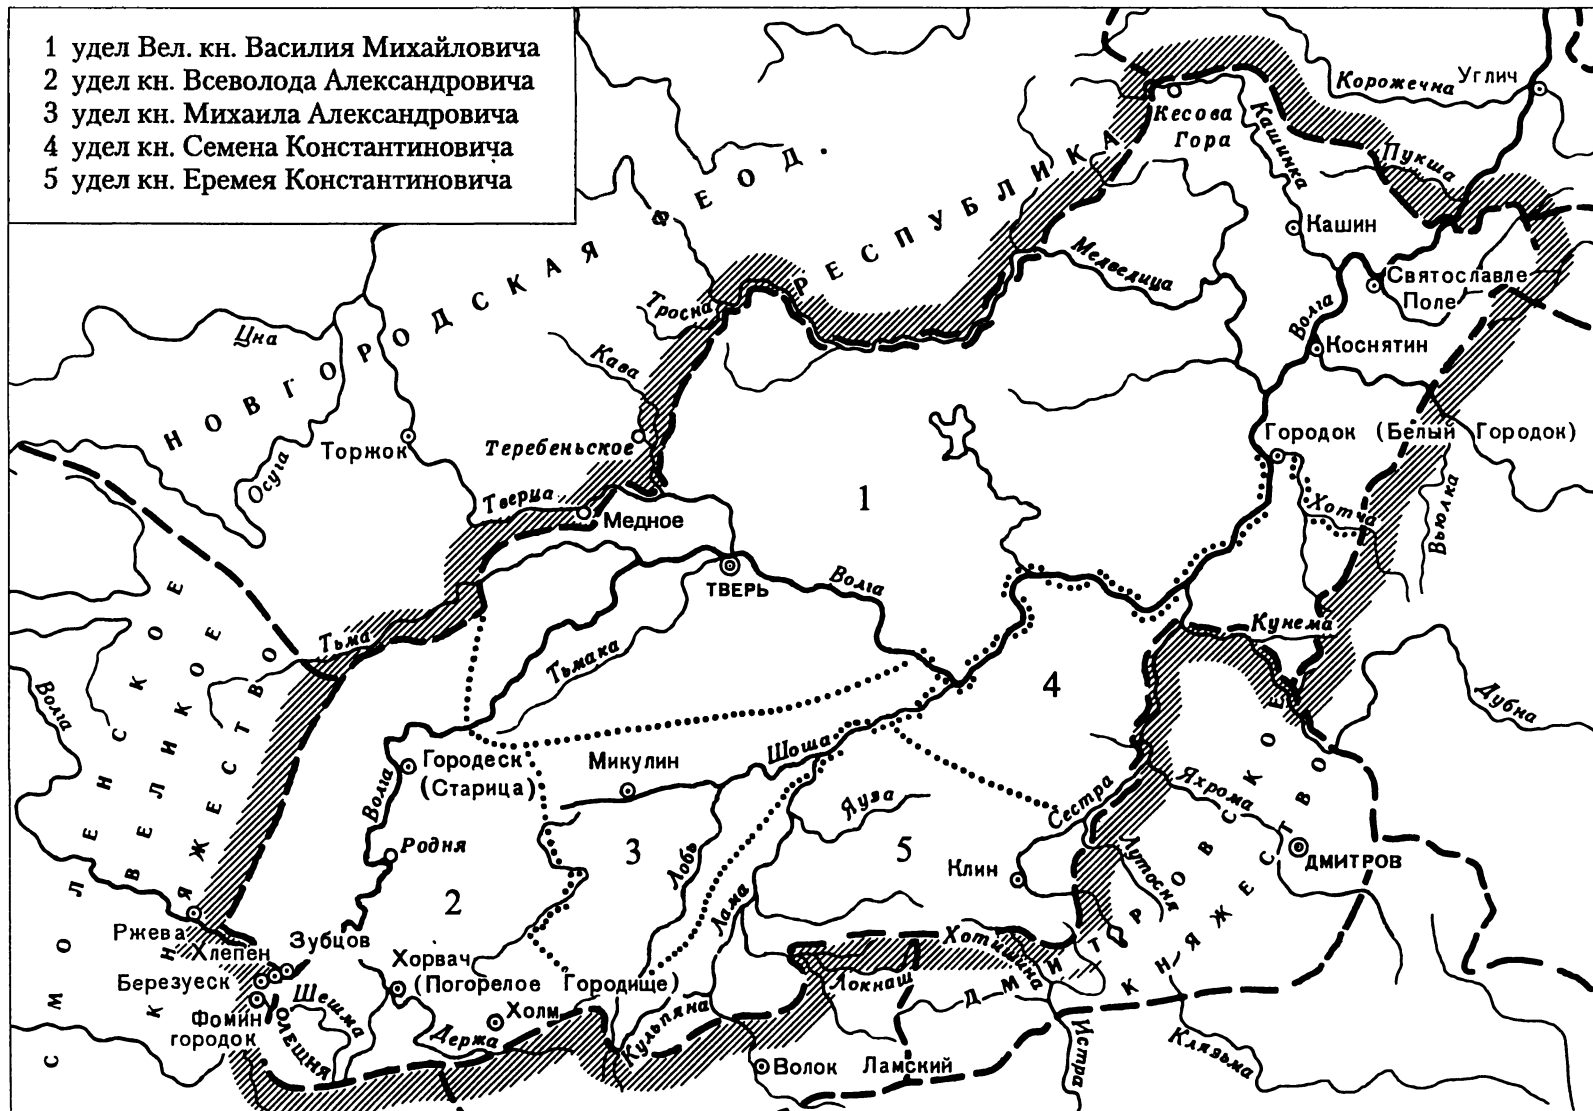 1 удел Вел. кн. Василия Михайловича
2 удел кн. Всеволода Александровича
3 удел кн. Михаила Александровича
4 удел кн. Семена Константиновича
5 удел кн. Еремея Константиновича
НОВГОРОДСКАЯ ФЕОД. РЕСПУБЛИКА
Корожечна
Углич
Кесова
Гора
Кашинка
Пукша
Кашин
Медведица
Святославле
Поле
Волга
Коснятин
Тросна
Цна
Кава
Торжок
Осуга
Теребеньское
Городок (Белый Городок)
Тверца
Медное
1
Хотча
Вьюлка
ТВЕРЬ
Волга
Кунема
Тьма
Тьмака
4
Дубна
Волга
СМОЛЕНСКОЕ
ВЕЛИКОЕ
КНЯЖЕСТВО
Шоша
Микулин
Городеск
(Старица)
Волга
Яхрома
Сестра
Яуза
Родня
3
5
Лобь
Лама
Клин
Лутосня
ДМИТРОВ
ДМИТРОВСКОЕ
КНЯЖЕСТВО
2
Ржева
Зубцов
Хлепен
Березуеск
Хорвач
(Погорелое Городище)
Хотишина
Локнаш
Шешма
Фомин
городок
ОЛЕШНЯ
Холм
Держа
Кульпяна
Волок Ламский
Истра
Клязьма